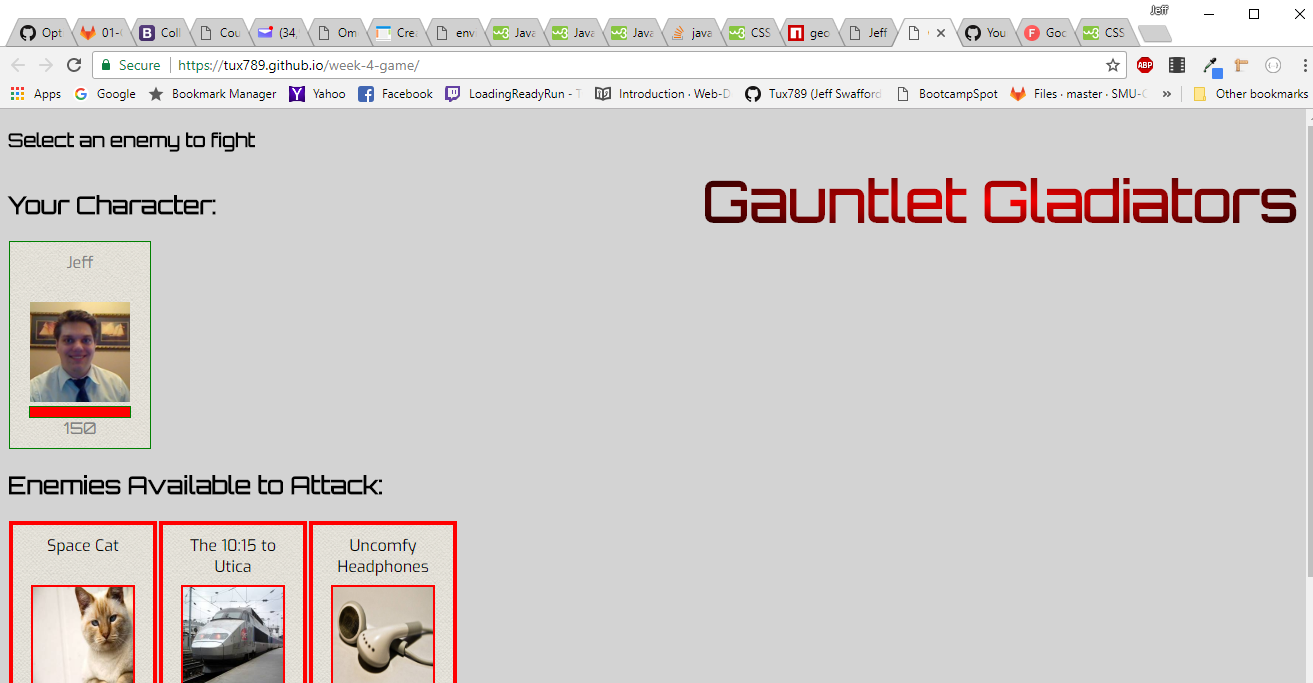 Jeff
Opt 01- Coll Cou (34, Om Crea env Java Java Java java CSS geo Jeff You Goo CSS
Secure https://tux789.github.io/week-4-game/
ABP
Apps Google Bookmark Manager Yahoo Facebook LoadingReadyRun - T Introduction · Web-D Tux789 (Jeff Swafford BootcampSpot Files · master · SMU-C » Other bookmarks
Select an enemy to fight
Gauntlet Gladiators
Your Character:
Jeff
150
Enemies Available to Attack:
Space Cat
The 10:15 to
Utica
Uncomfy
Headphones